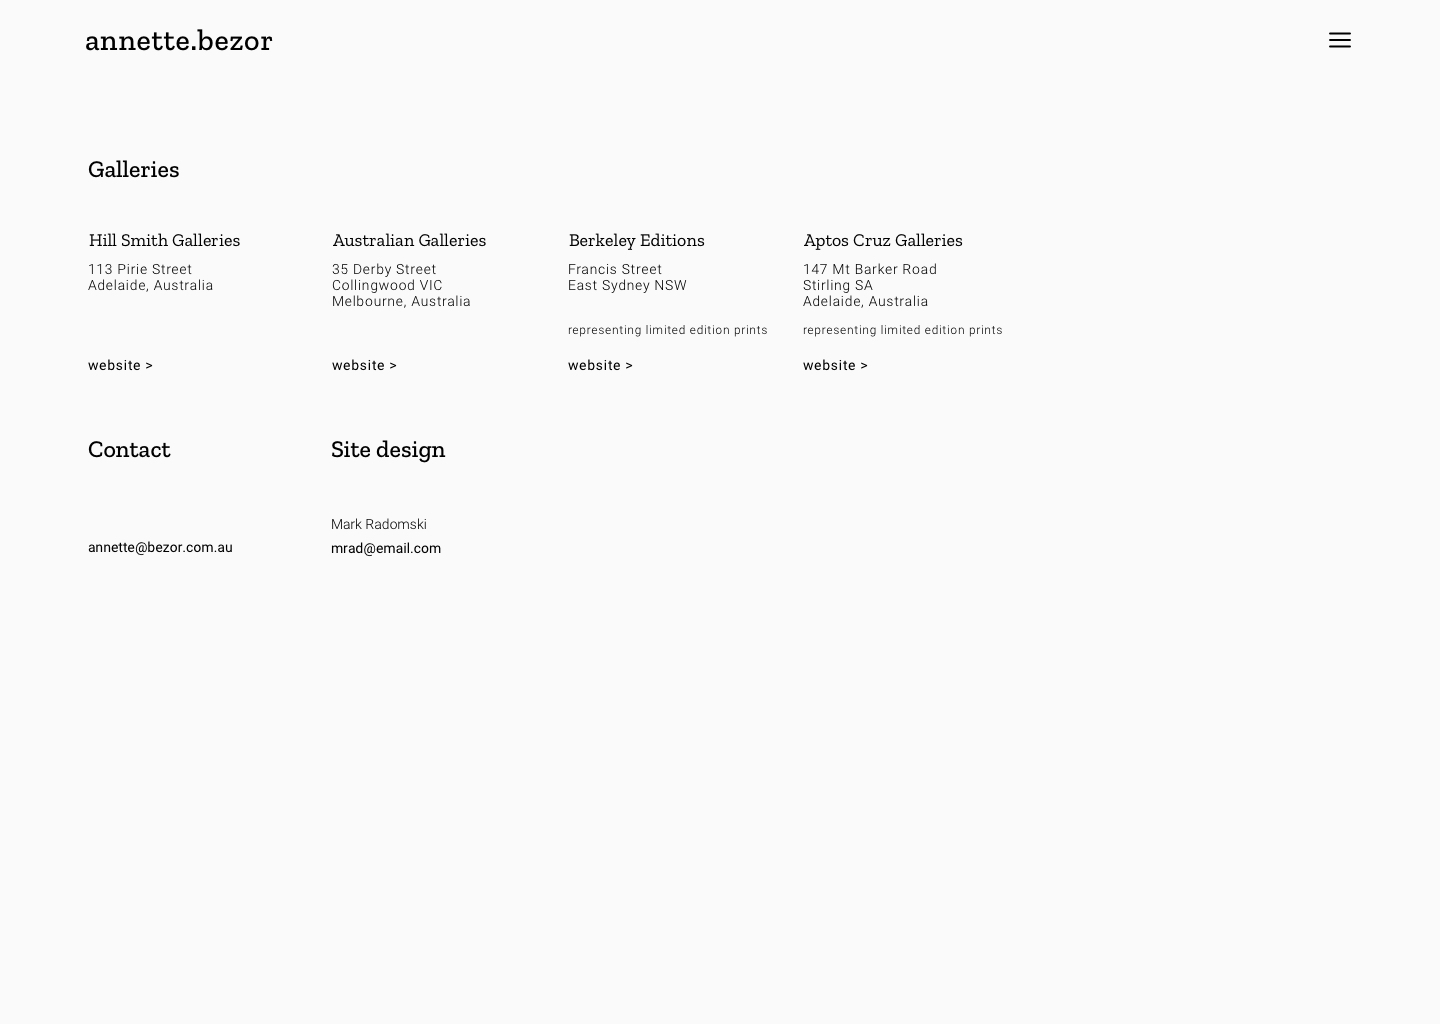 annette.bezor
Galleries
Hill Smith Galleries
113 Pirie Street
Adelaide, Australia
website >
Australian Galleries
35 Derby Street
Collingwood VIC
Melbourne, Australia
website >
Berkeley Editions
Francis Street
East Sydney NSW
representing limited edition prints
website >
Aptos Cruz Galleries
147 Mt Barker Road
Stirling SA
Adelaide, Australia
representing limited edition prints
website >
Contact
annette@bezor.com.au
Site design
Mark Radomski
mrad@email.com